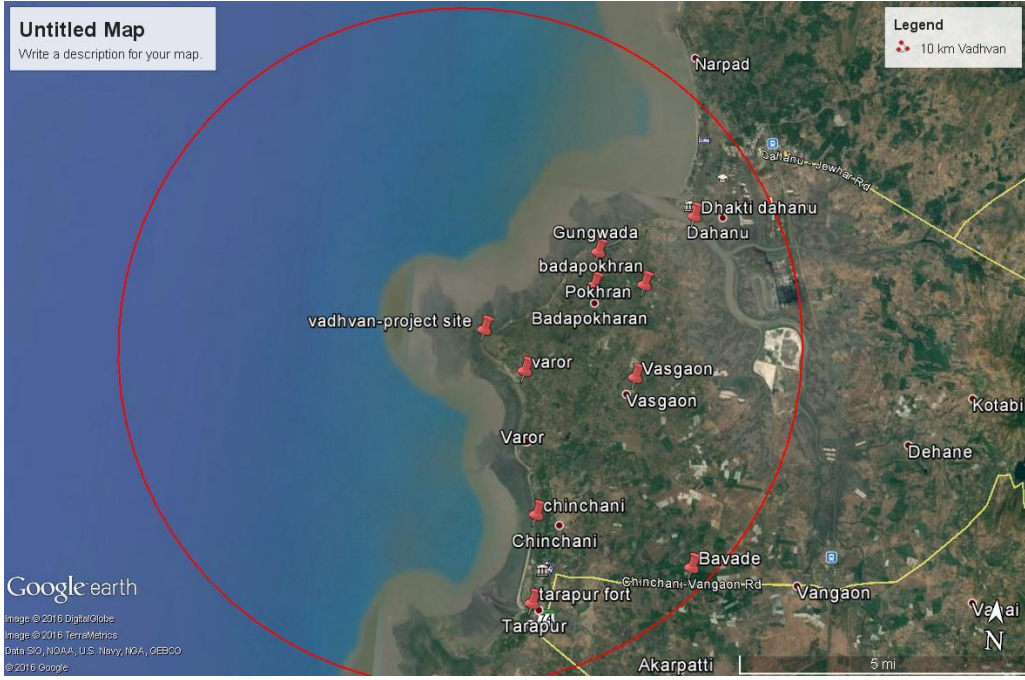 Untitled Map
Write a description for your map.
Legend
10 km Vadhvan
Narpad
Dahanu - Jawhar Rd
Dhakti dahanu
Dahanu
Gungwada
badapokhran
Pokhran
Badapokharan
vadhvan-project site
varor
Vasgaon
Vasgaon
Kotabi
Varor
Dehane
chinchani
Chinchani
Bavade
Chinchani-Vangaon Rd
Vangaon
tarapur fort
Tarapur
N
Akarpatti
5 mi
Google earth
Image © 2016 DigitalGlobe
Image © 2016 TerraMetrics
Data SIO, NOAA, U.S. Navy, NGA, GEBCO
© 2016 Google